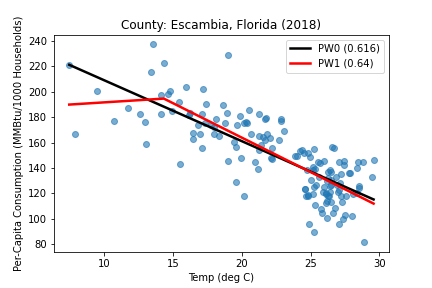 County: Escambia, Florida (2018)
Per-Capita Consumption (MMBtu/1000 Households)
240
220
200
180
160
140
120
100
80
PW0 (0.616)
PW1 (0.64)
10
15
20
25
30
Temp (deg C)